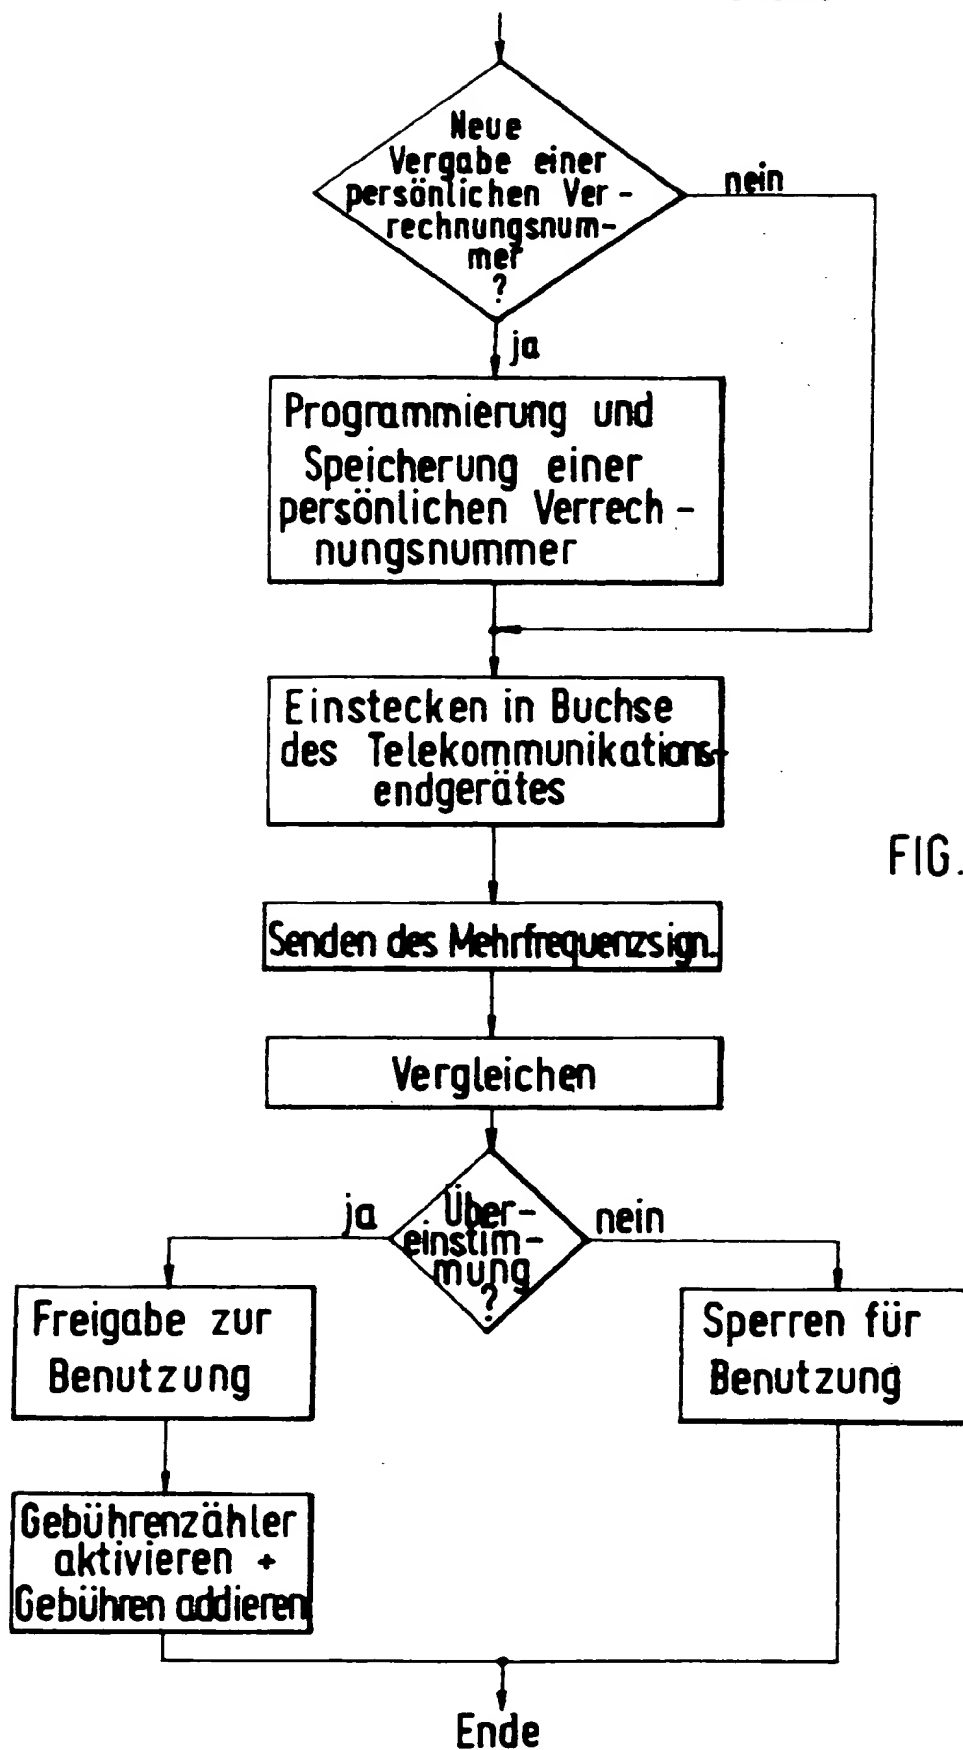 Neue
Vergabe einer
persönlichen Ver-
rechnungsnum-
mer
?
nein
ja
Programmierung und
Speicherung einer
persönlichen Verrech-
nungsnummer
Einstecken in Buchse
des Telekommunikations-
endgerätes
FIG.
Senden des Mehrfrequenzsign.
Vergleichen
ja
Über-
einstim-
mung
?
nein
Freigabe zur
Benutzung
Sperren für
Benutzung
Gebührenzähler
aktivieren +
Gebühren addieren
Ende